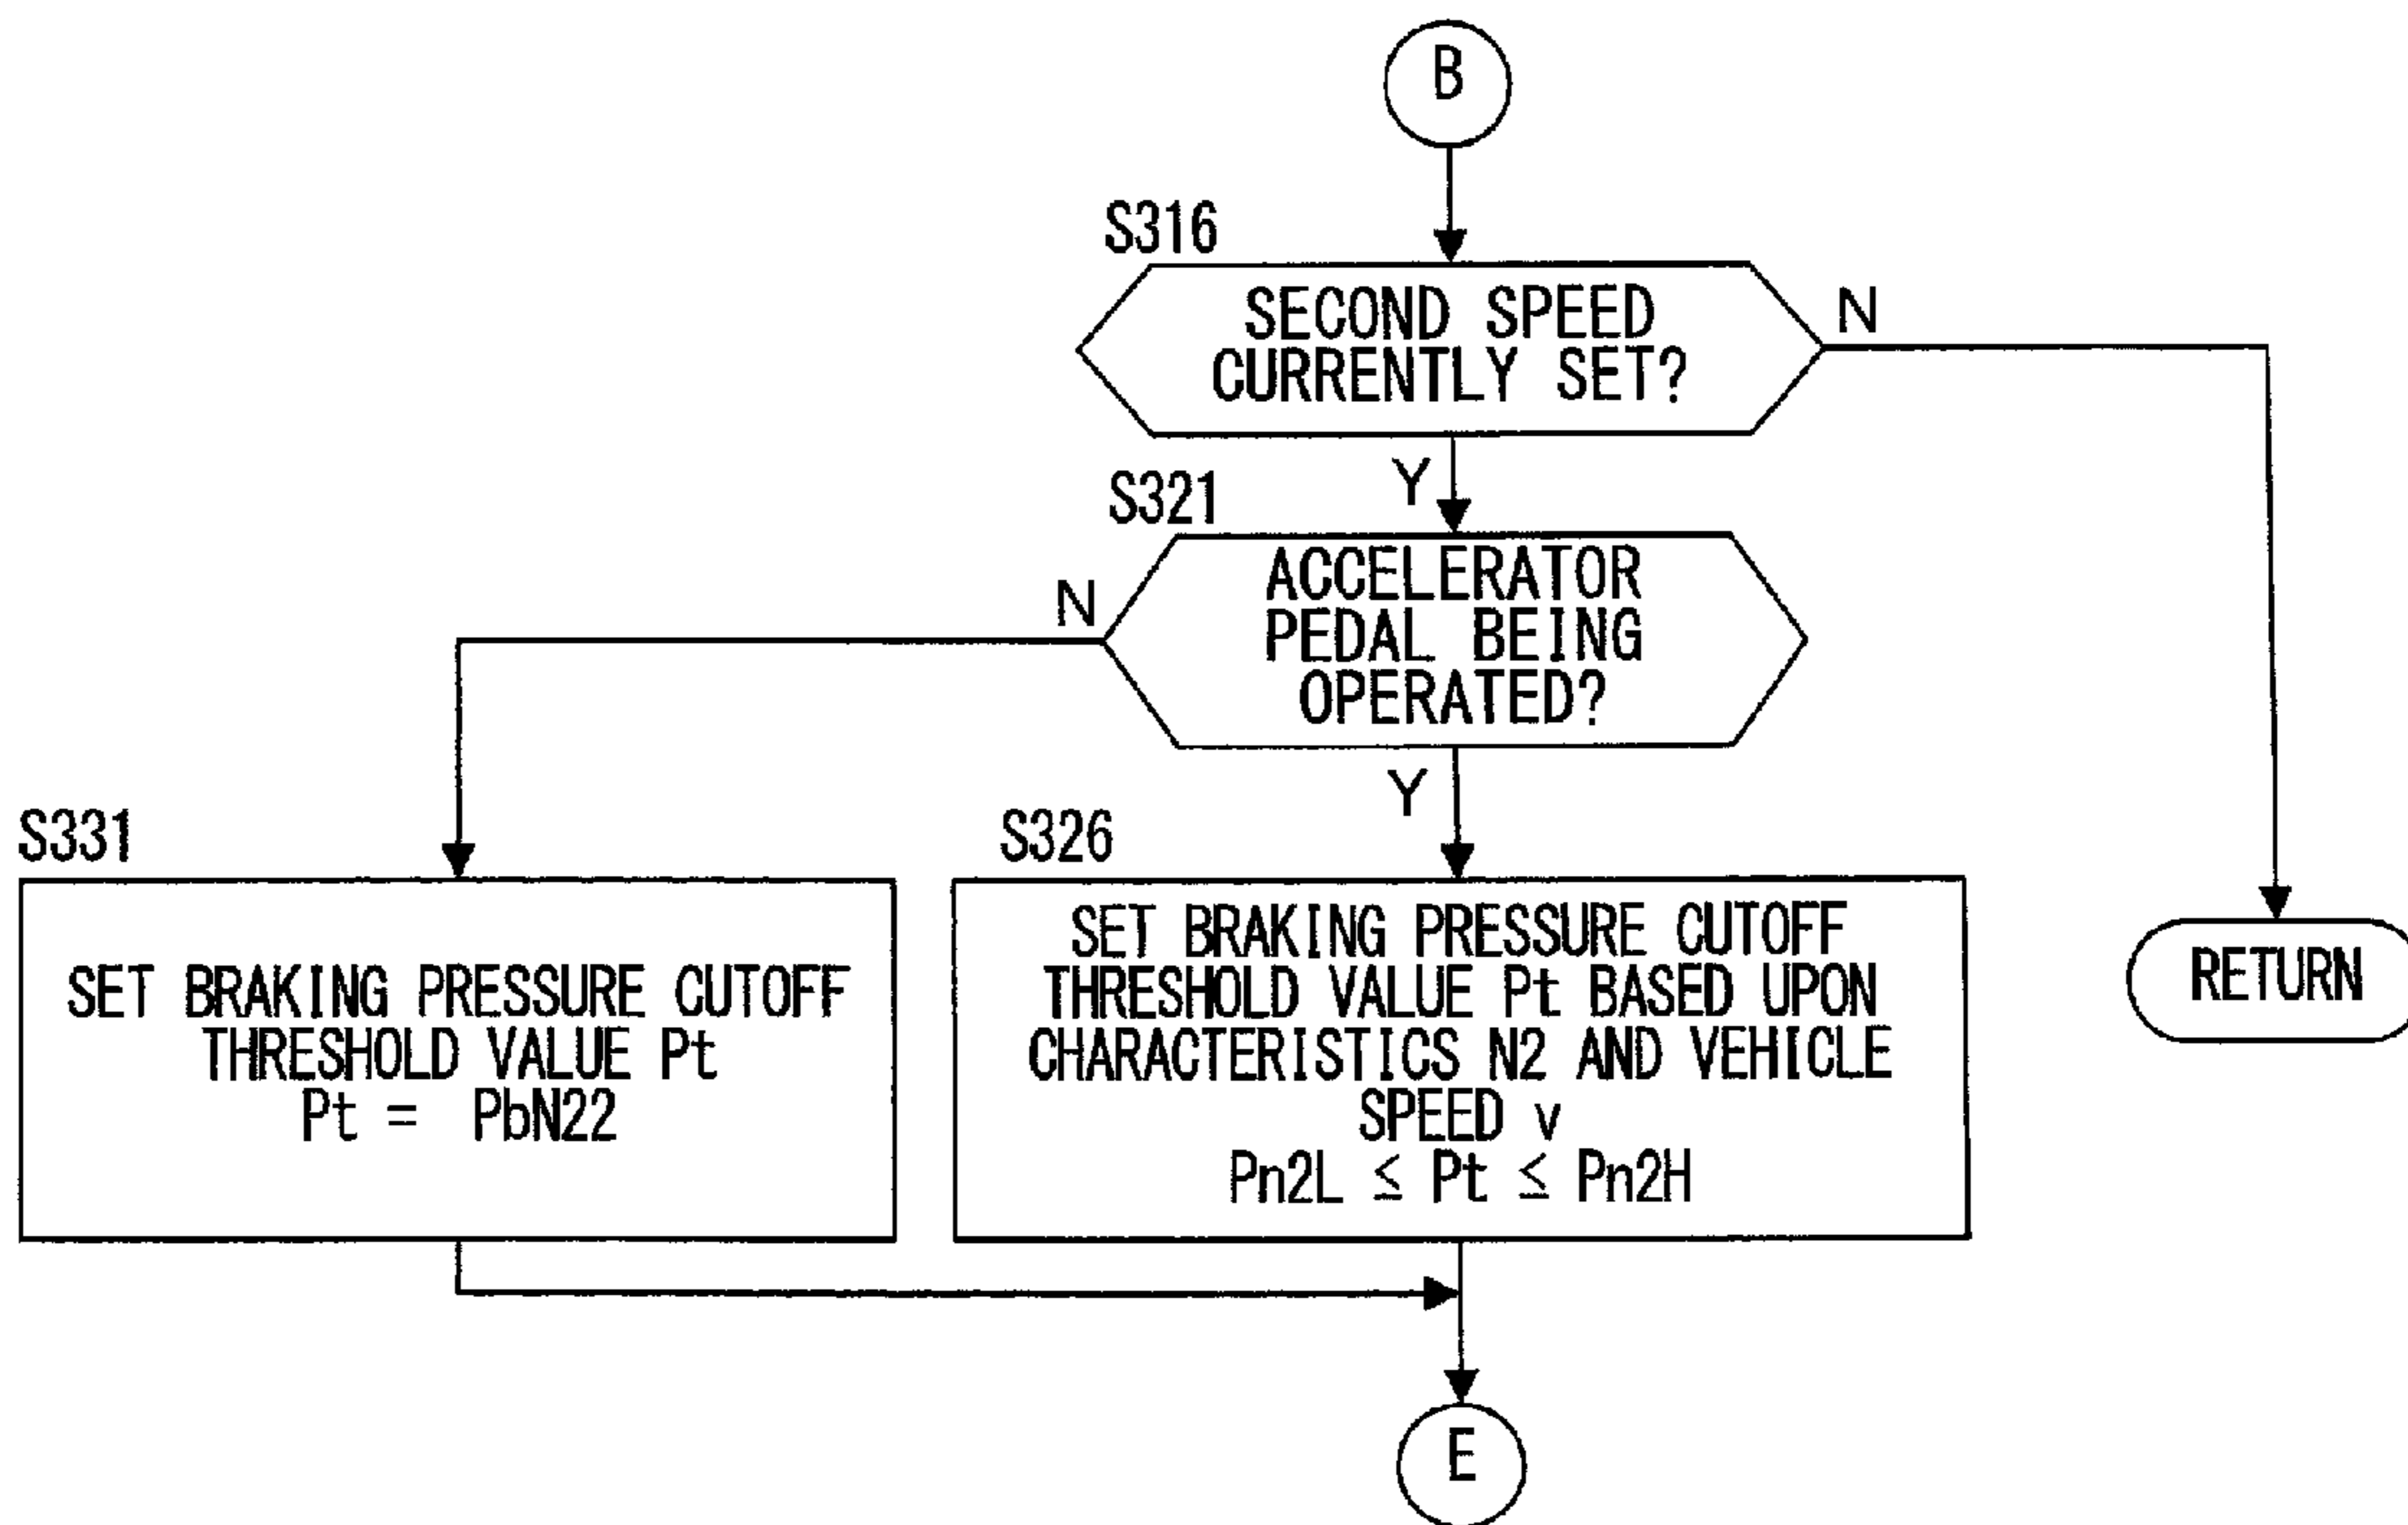 B
S316
SECOND SPEED
CURRENTLY SET?
N
Y
S321
ACCELERATOR
PEDAL BEING
OPERATED?
N
Y
S331
SET BRAKING PRESSURE CUTOFF
THRESHOLD VALUE Pt
Pt = PbN22
S326
SET BRAKING PRESSURE CUTOFF
THRESHOLD VALUE Pt BASED UPON
CHARACTERISTICS N2 AND VEHICLE
SPEED v
Pn2L ≤ Pt ≤ Pn2H
RETURN
E